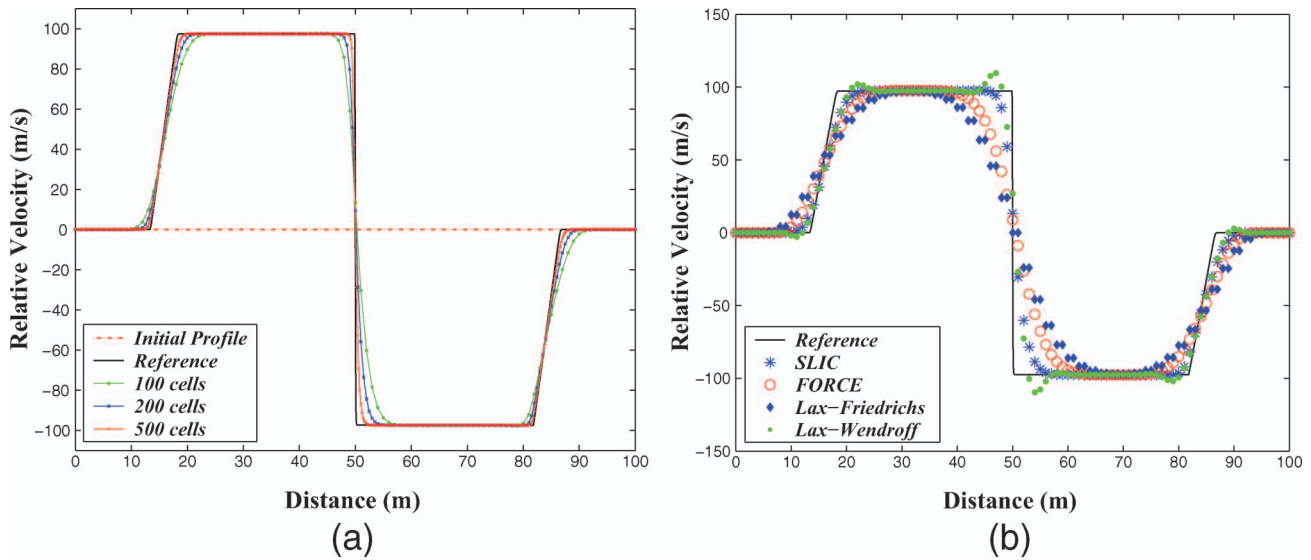 Relative Velocity (m/s)
100
80
60
40
20
0
-20
-40
-60
-80
-100
Initial Profile
Reference
100 cells
200 cells
500 cells
0 10 20 30 40 50 60 70 80 90 100
Distance (m)
(a)
Relative Velocity (m/s)
150
100
50
0
-50
-100
-150
Reference
SLIC
FORCE
Lax-Friedrichs
Lax-Wendroff
0 10 20 30 40 50 60 70 80 90 100
Distance (m)
(b)